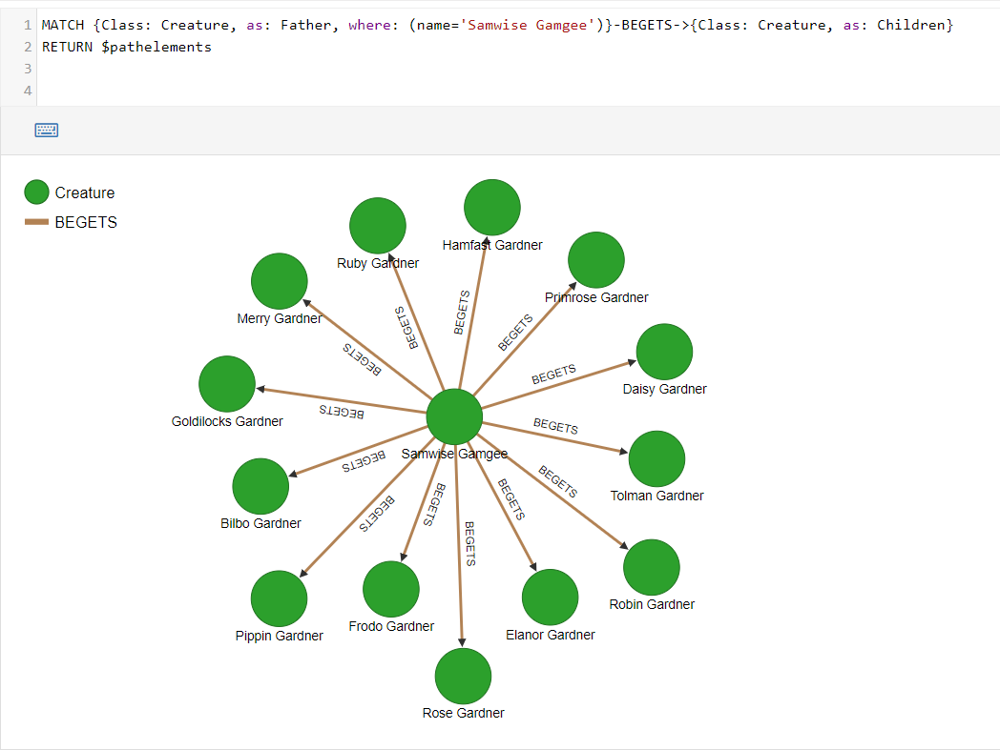 1 MATCH {Class: Creature, as: Father, where: (name='Samwise Gamgee')}-BEGETS->{Class: Creature, as: Children}
2 RETURN $pathelements
3
4
Creature
BEGETS
Hamfast Gardner
Ruby Gardner
Primrose Gardner
Merry Gardner
BEGETS
BEGETS
BEGETS
BEGETS
BEGETS
Daisy Gardner
Goldilocks Gardner
BEGETS
BEGETS
Samwise Gamgee
BEGETS
BEGETS
Tolman Gardner
Bilbo Gardner
BEGETS
BEGETS
BEGETS
BEGETS
Robin Gardner
Frodo Gardner
Pippin Gardner
Elanor Gardner
Rose Gardner